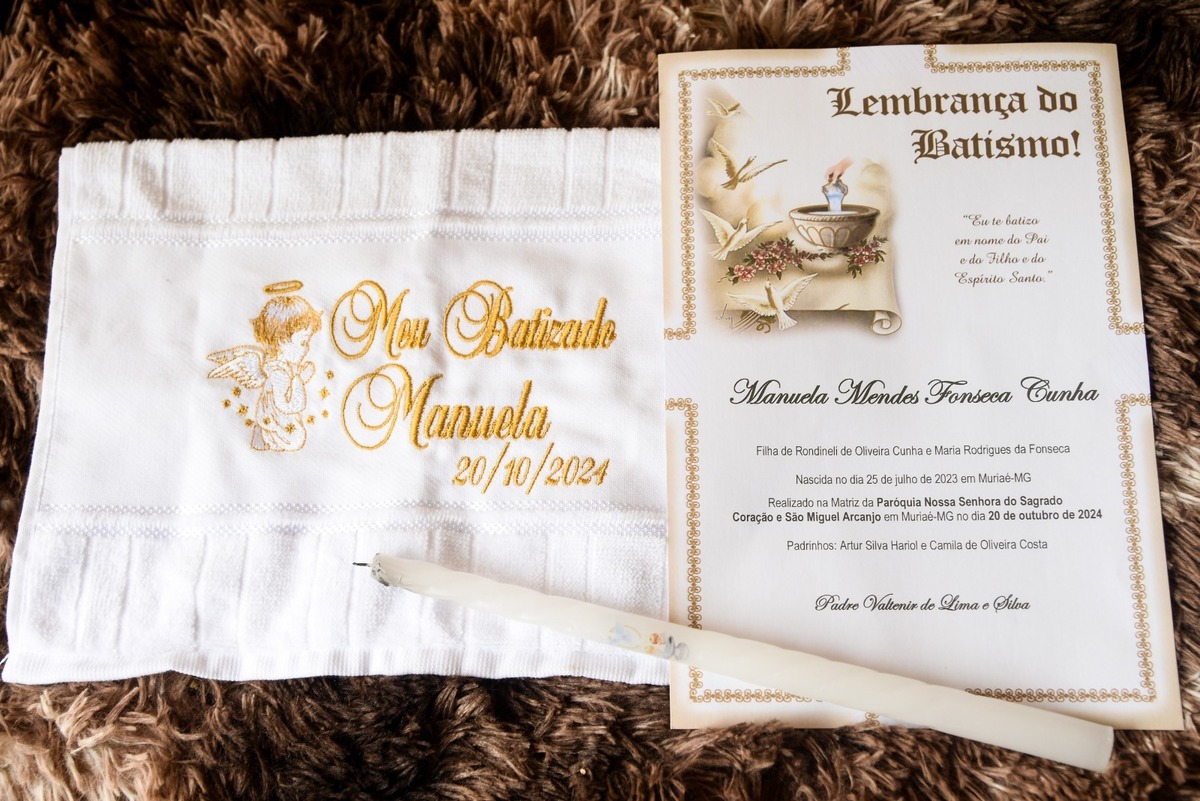 Meu Batizado
Manuela
20/10/2024
Lembrança do
Batismo!
"Eu te batizo
em nome do Pai
e do Filho e do
Espírito Santo."
Manuela Mendes Fonseca Cunha
Filha de Rondineli de Oliveira Cunha e Maria Rodrigues da Fonseca
Nascida no dia 25 de julho de 2023 em Muriaé-MG
Realizado na Matriz da Paróquia Nossa Senhora do Sagrado
Coração e São Miguel Arcanjo em Muriaé-MG no dia 20 de outubro de 2024
Padrinhos: Artur Silva Hariol e Camila de Oliveira Costa
Padre Valtenir de Lima e Silva